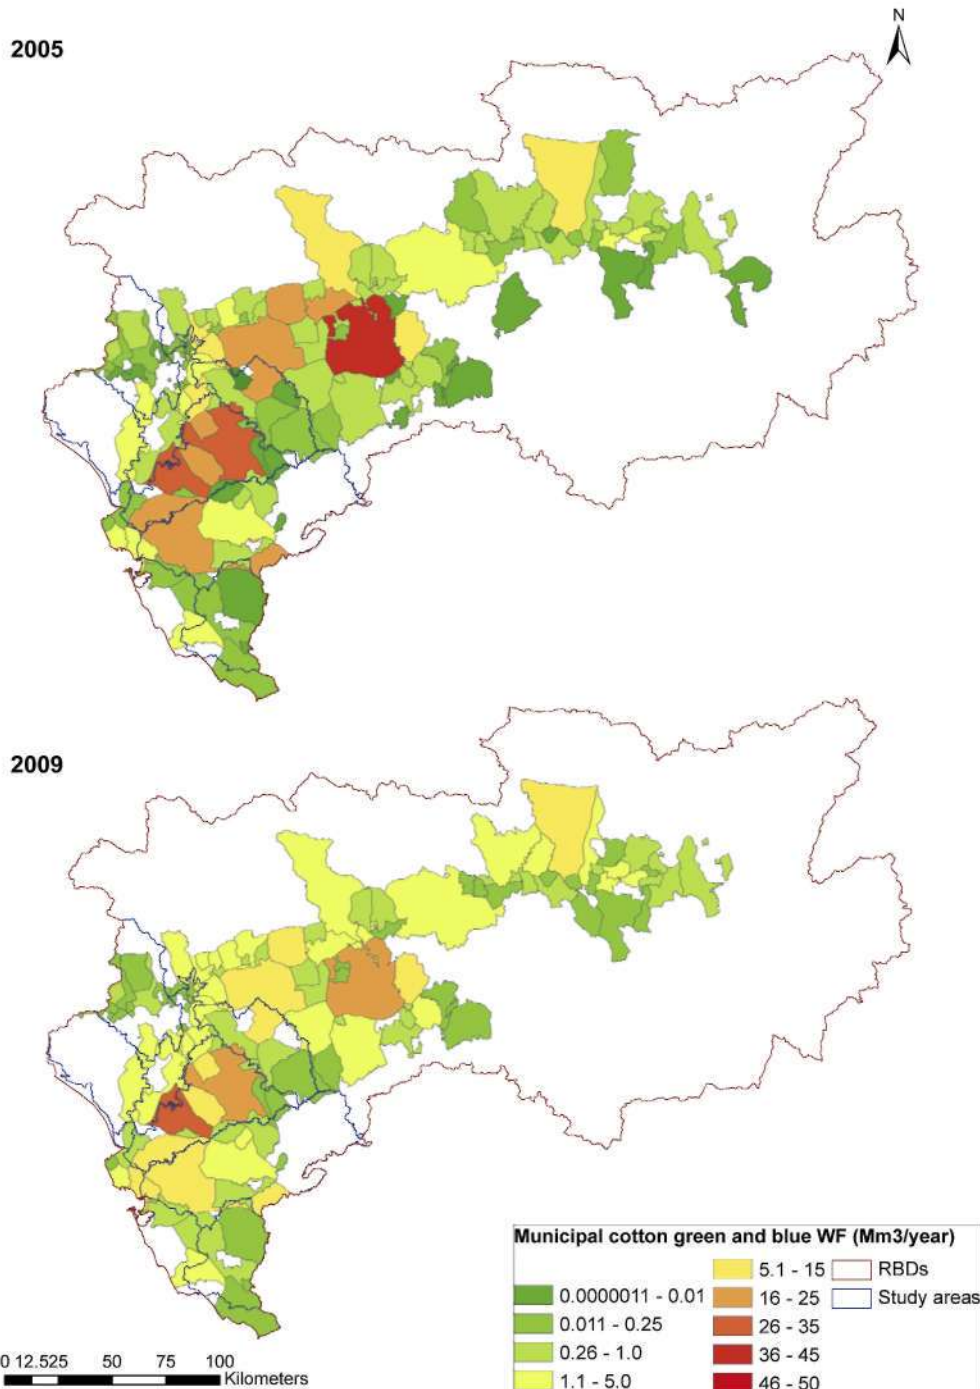 N
2005
2009
Municipal cotton green and blue WF (Mm3/year)
5.1 - 15
RBDs
0.0000011 - 0.01
16 - 25
Study areas
0.011 - 0.25
26 - 35
0.26 - 1.0
36 - 45
1.1 - 5.0
46 - 50
0 12.525 50 75 100
Kilometers